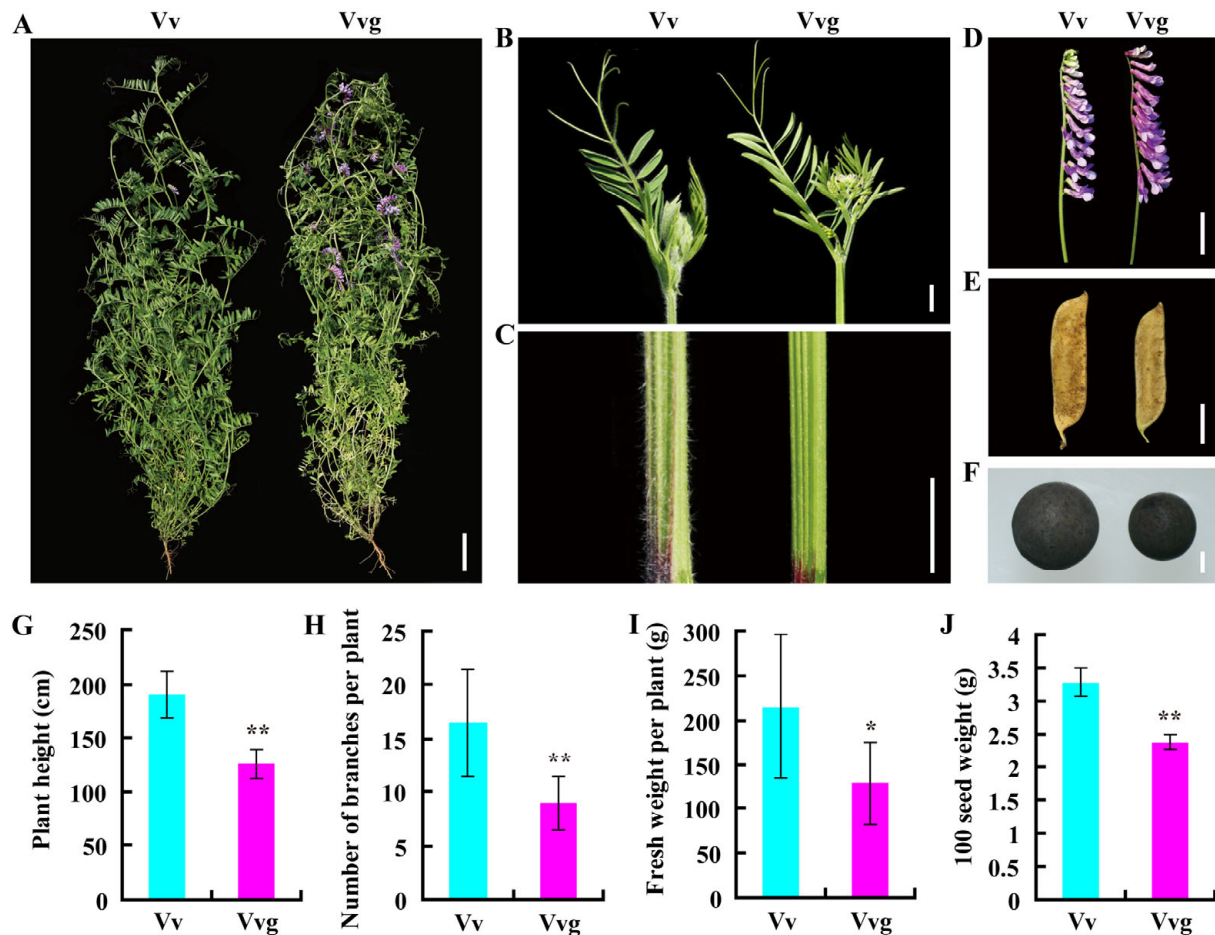 Vv Vvg
A
Vv Vvg
B
C
Vv Vvg
D
E
F
G
Plant height (cm)
250
200
150
100
50
0
**
Vv Vvg
H
Number of branches per plant
25
20
15
10
5
0
**
Vv Vvg
I
Fresh weight per plant (g)
300
250
200
150
100
50
0
*
Vv Vvg
J
100 seed weight (g)
4
3.5
3
2.5
2
1.5
1
0.5
0
**
Vv Vvg